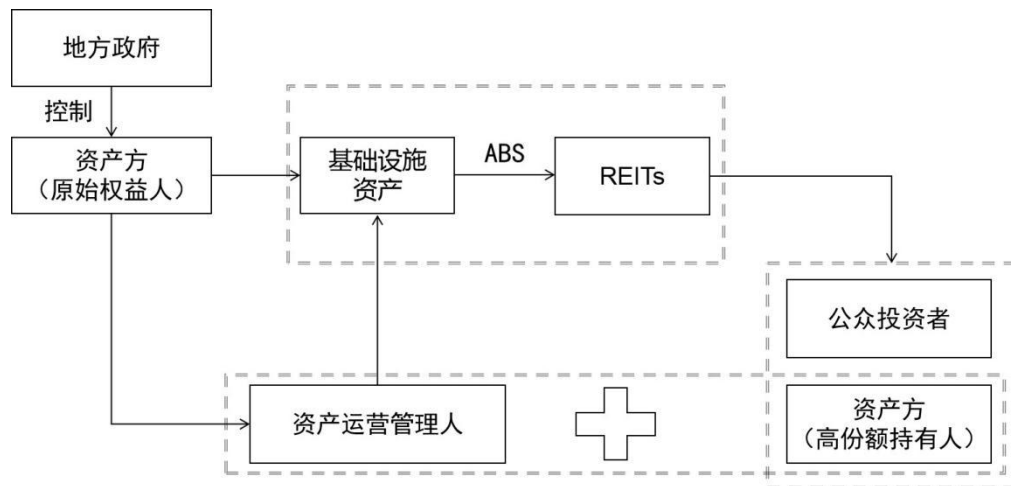 地方政府
控制
资产方
（原始权益人）
基础设施
资产
ABS
REITs
公众投资者
资产运营管理人
资产方
（高份额持有人）